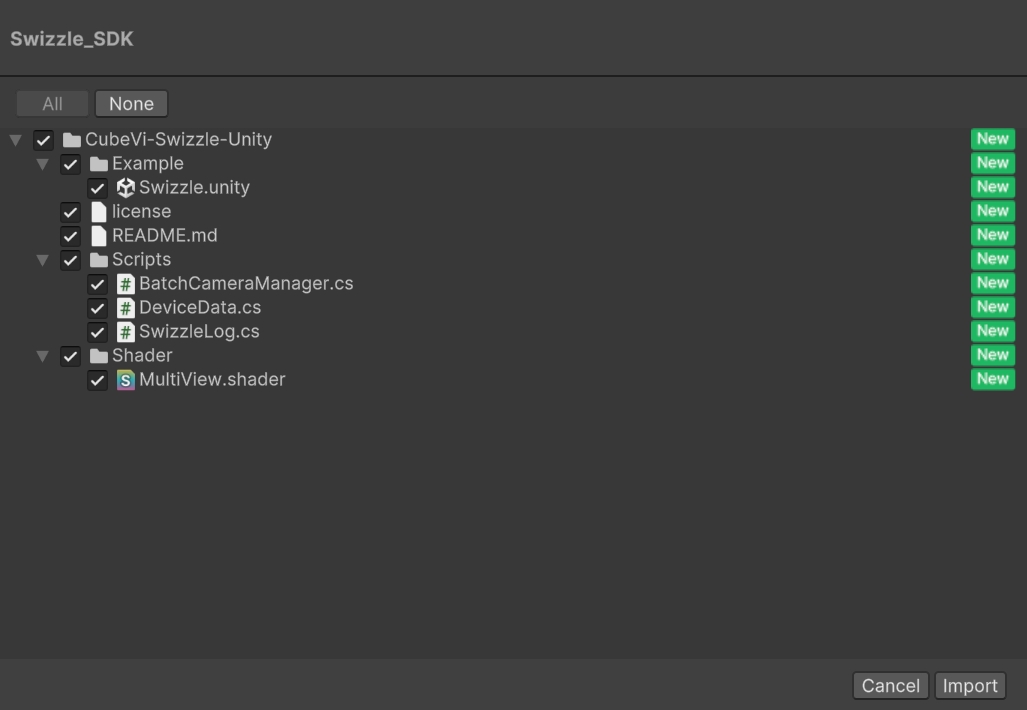 Swizzle_SDK
All None
CubeVi-Swizzle-Unity New
Example New
Swizzle.unity New
license New
README.md New
Scripts New
# BatchCameraManager.cs New
# DeviceData.cs New
# SwizzleLog.cs New
Shader New
S MultiView.shader New
Cancel Import